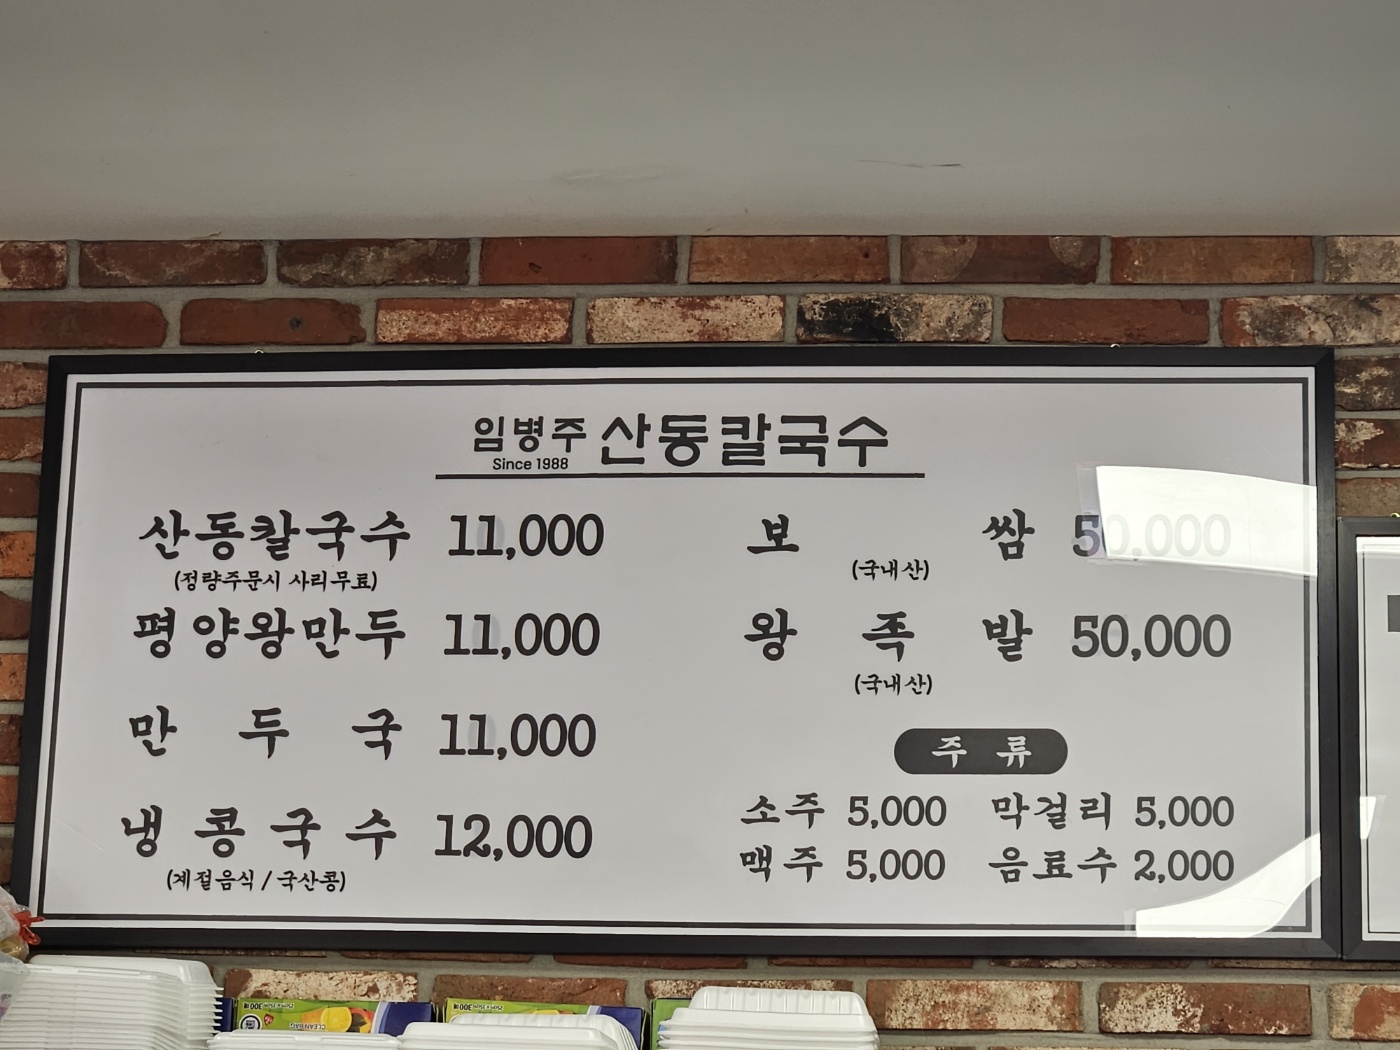 임병주 산동칼국수
Since 1988
산동칼국수 11,000
(정량주문시 사리무료)
평양왕만두 11,000
만두국 11,000
냉콩국수 12,000
(계절음식 / 국산콩)
보쌈 50,000
(국내산)
왕족발 50,000
(국내산)
주류
소주 5,000 막걸리 5,000
맥주 5,000 음료수 2,000
CLEAN BAG